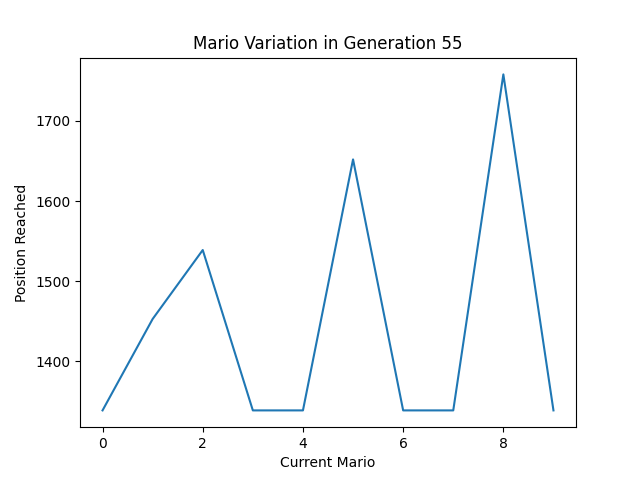 Mario Variation in Generation 55
Position Reached
1700
1600
1500
1400
0 2 4 6 8
Current Mario